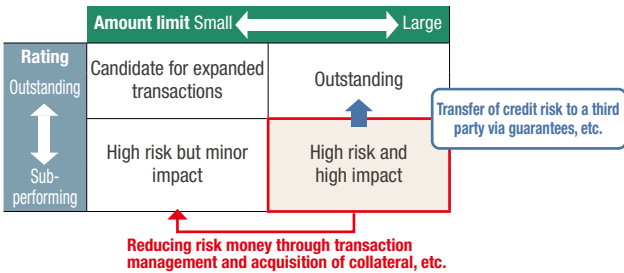 Amount limit Small Large
Rating
Outstanding
Sub-
performing
Candidate for expanded
transactions
Outstanding
High risk but minor
impact
High risk and
high impact
Transfer of credit risk to a third
party via guarantees, etc.
Reducing risk money through transaction
management and acquisition of collateral, etc.